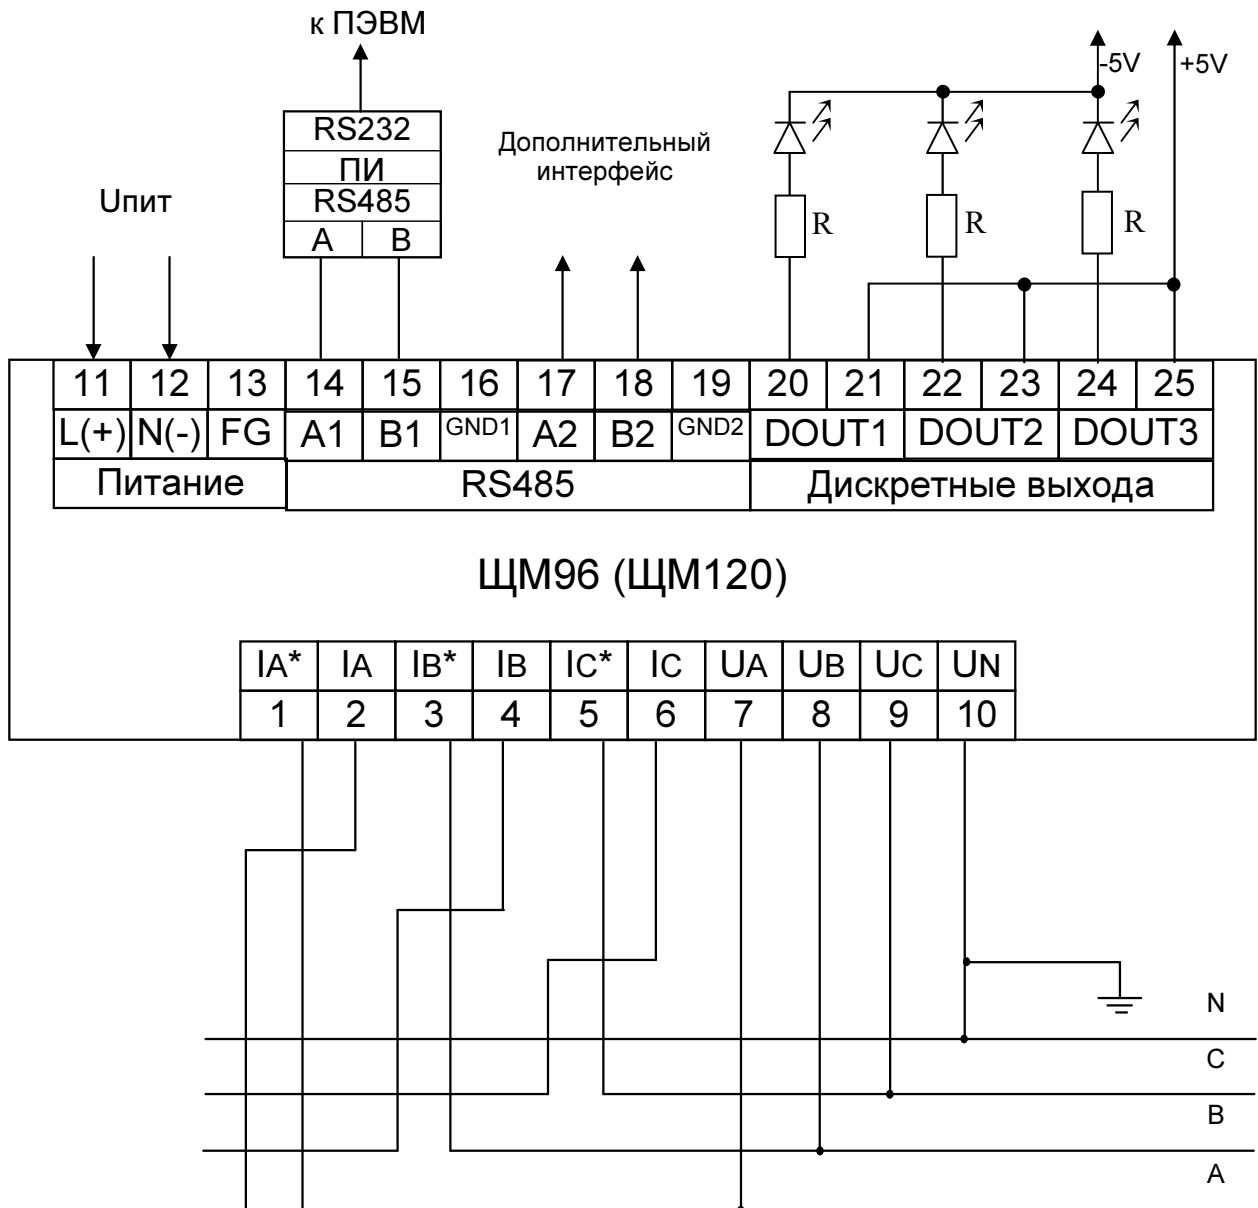 к ПЭВМ
-5V
+5V
RS232
ПИ
RS485
A B
Дополнительный
интерфейс
Uпит
R
R
R
11 12 13 14 15 16 17 18 19 20 21 22 23 24 25
L(+) N(-) FG A1 B1 GND1 A2 B2 GND2 DOUT1 DOUT2 DOUT3
Питание RS485 Дискретные выхода
ЩМ96 (ЩМ120)
IA* IA IB* IB IC* IC UA UB UC UN
1 2 3 4 5 6 7 8 9 10
N
C
B
A